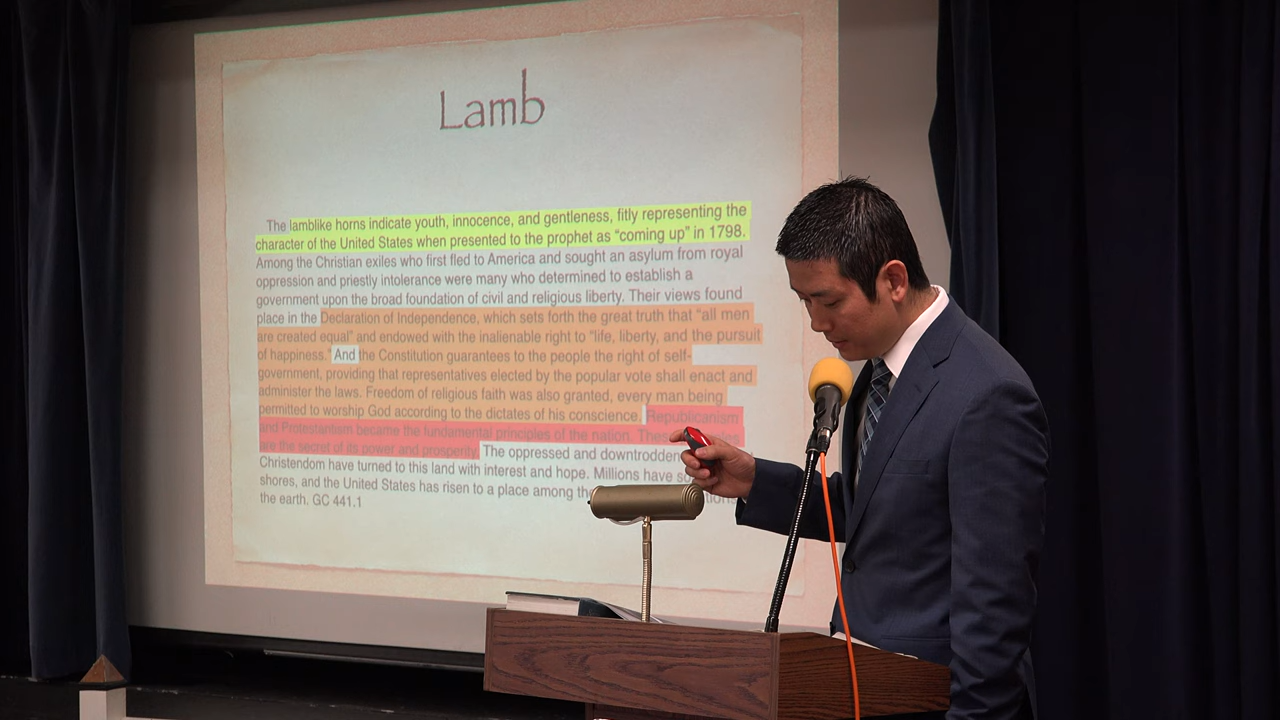 Lamb
The lamblike horns indicate youth, innocence, and gentleness, fitly representing the
character of the United States when presented to the prophet as “coming up” in 1798.
Among the Christian exiles who first fled to America and sought an asylum from royal
oppression and priestly intolerance were many who determined to establish a
government upon the broad foundation of civil and religious liberty. Their views found
place in the Declaration of Independence, which sets forth the great truth that “all men
are created equal” and endowed with the inalienable right to “life, liberty, and the pursuit
of happiness.” And the Constitution guarantees to the people the right of self-
government, providing that representatives elected by the popular vote shall enact and
administer the laws. Freedom of religious faith was also granted, every man being
permitted to worship God according to the dictates of his conscience. Republicanism
and Protestantism became the fundamental principles of the nation. These
are the secret of its power and prosperity. The oppressed and downtrodden
Christendom have turned to this land with interest and hope. Millions have
shores, and the United States has risen to a place among
the earth. GC 441.1